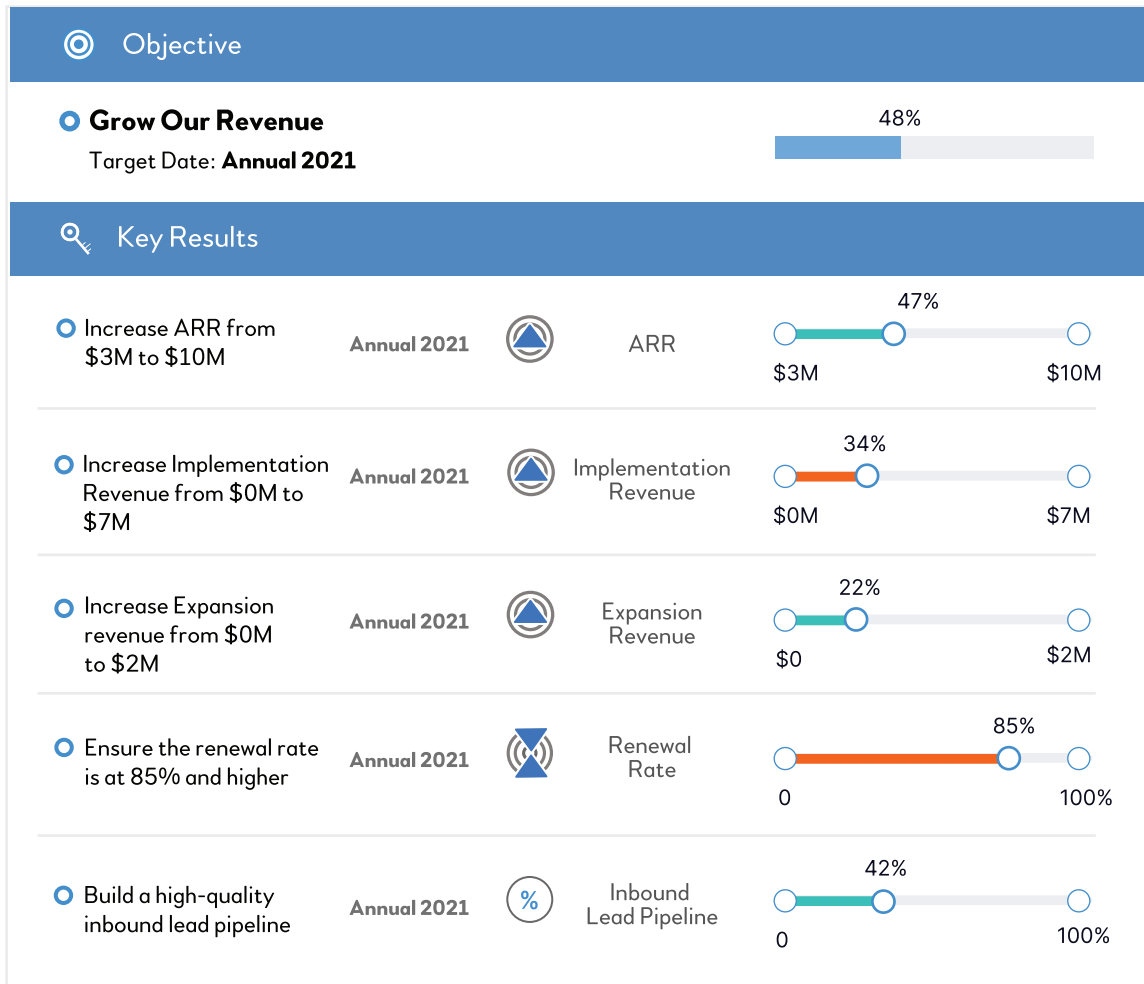 Objective
Grow Our Revenue
Target Date: Annual 2021
48%
Key Results
Increase ARR from
$3M to $10M
Annual 2021
ARR
47%
$3M
$10M
Increase Implementation
Revenue from $0M to
$7M
Annual 2021
Implementation
Revenue
34%
$0M
$7M
Increase Expansion
revenue from $0M
to $2M
Annual 2021
Expansion
Revenue
22%
$0
$2M
Ensure the renewal rate
is at 85% and higher
Annual 2021
Renewal
Rate
85%
0
100%
Build a high-quality
inbound lead pipeline
Annual 2021
%
Inbound
Lead Pipeline
42%
0
100%